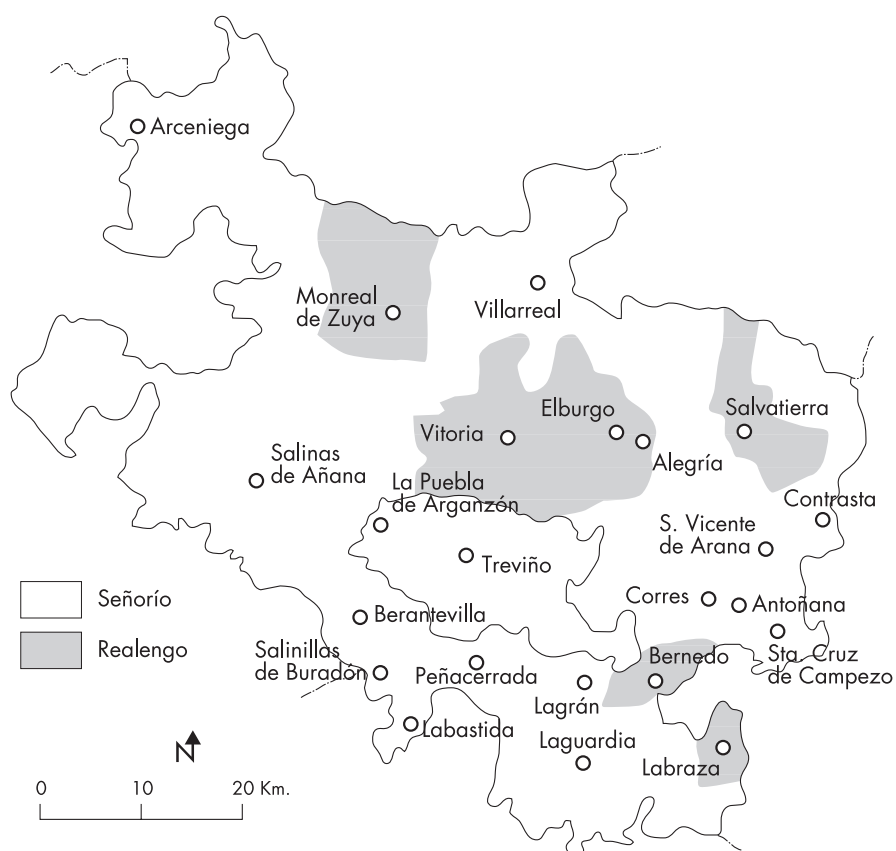 Arceniega
Monreal
de Zuya
Villarreal
Elburgo
Vitoria
Salvatierra
Alegría
Salinas
de Añana
La Puebla
de Arganzón
Contrasta
S. Vicente
de Arana
Treviño
Señorío
Corres
Antoñana
Berantevilla
Realengo
Salinillas
de Buradón
Peñacerrada
Bernedo
Sta. Cruz
de Campezo
Lagrán
Labastida
Laguardia
Labraza
N
0 10 20 Km.